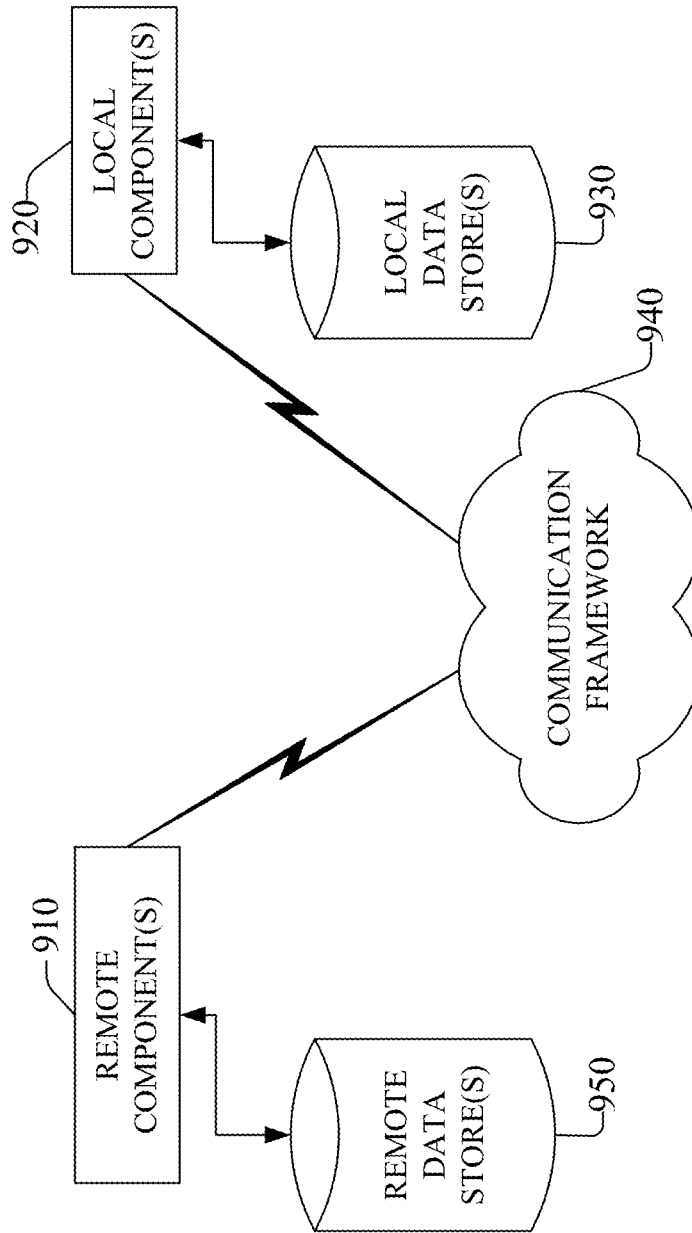 910
REMOTE
COMPONENT(S)
920
LOCAL
COMPONENT(S)
REMOTE
DATA
STORE(S)
950
LOCAL
DATA
STORE(S)
930
940
COMMUNICATION
FRAMEWORK